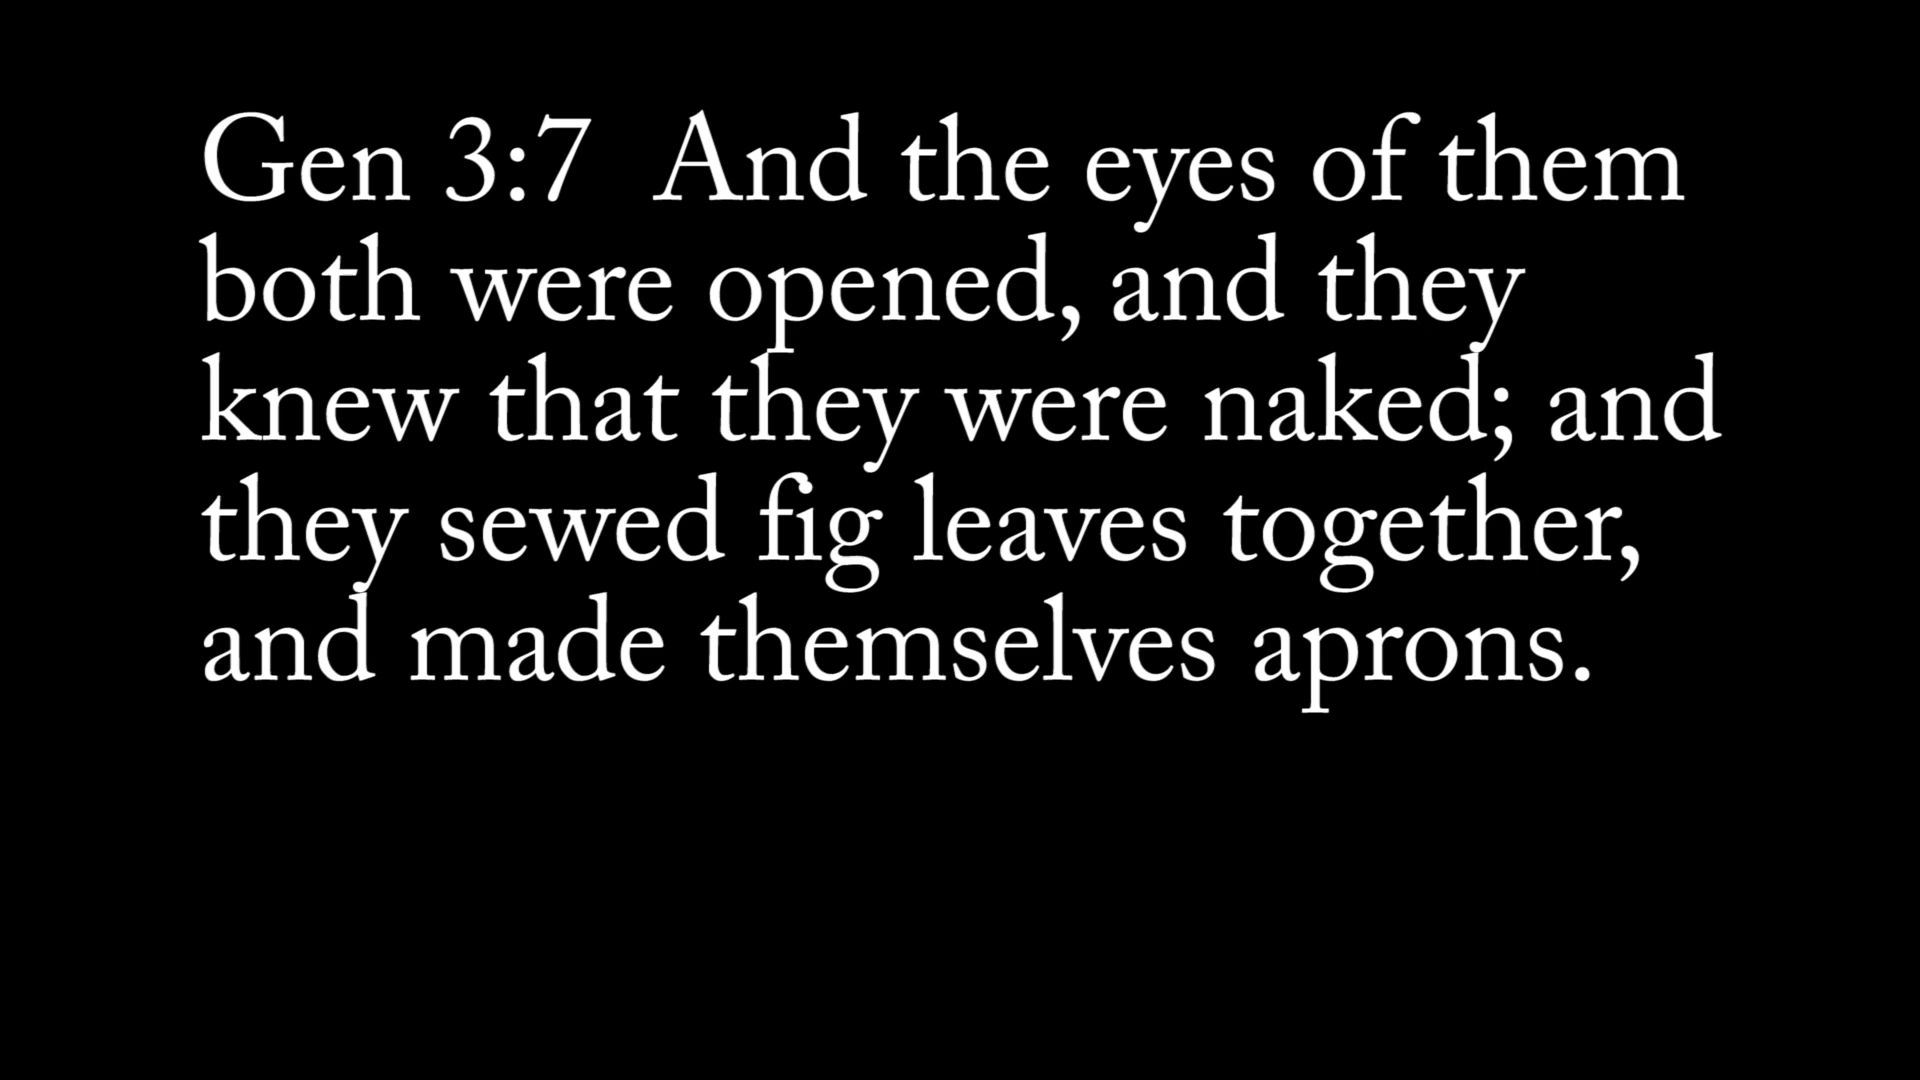 Gen 3:7  And the eyes of them
both were opened, and they
knew that they were naked; and
they sewed fig leaves together,
and made themselves aprons.